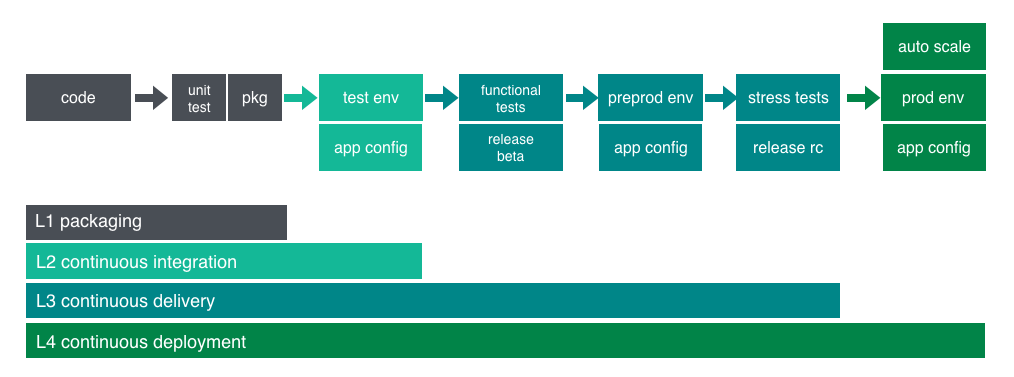 auto scale
code
unit
test
pkg
test env
functional
tests
preprod env
stress tests
prod env
app config
release
beta
app config
release rc
app config
L1 packaging
L2 continuous integration
L3 continuous delivery
L4 continuous deployment